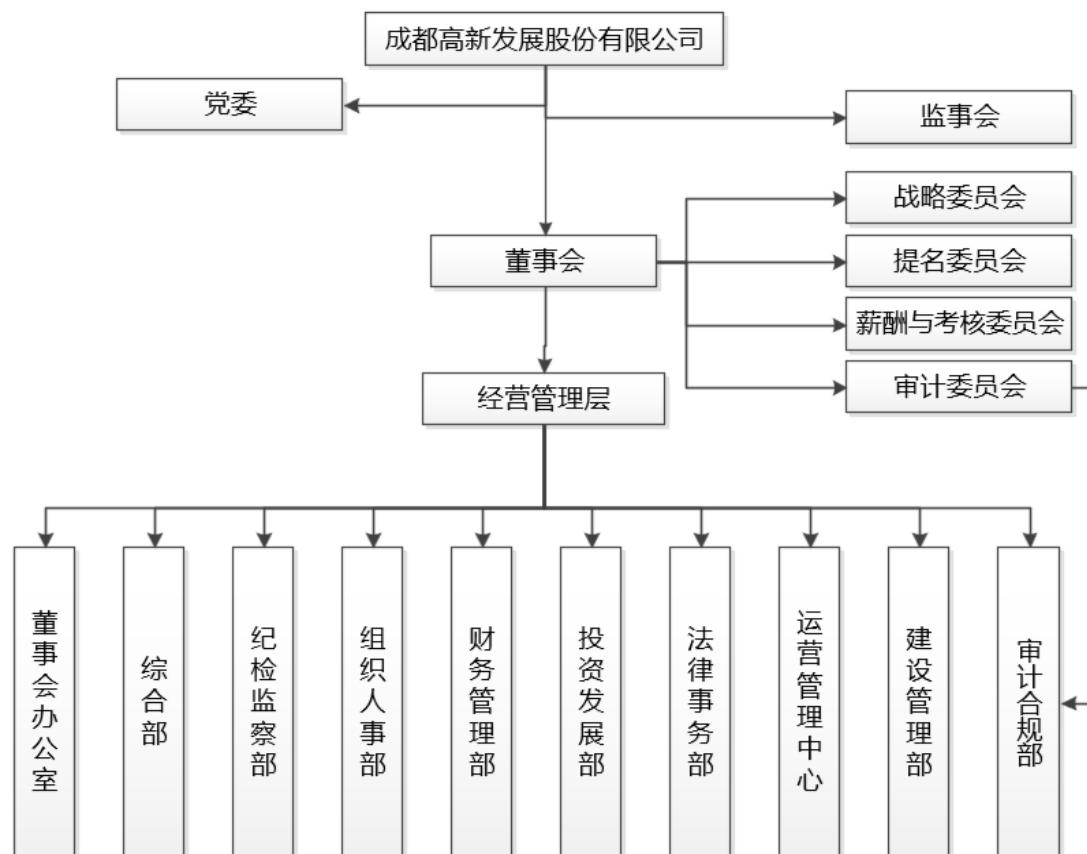 成都高新发展股份有限公司
党委
监事会
战略委员会
董事会
提名委员会
薪酬与考核委员会
经营管理层
审计委员会
董事会办公室
综合部
纪检监察部
组织人事部
财务管理部
投资发展部
法律事务部
运营管理中心
建设管理部
审计合规部